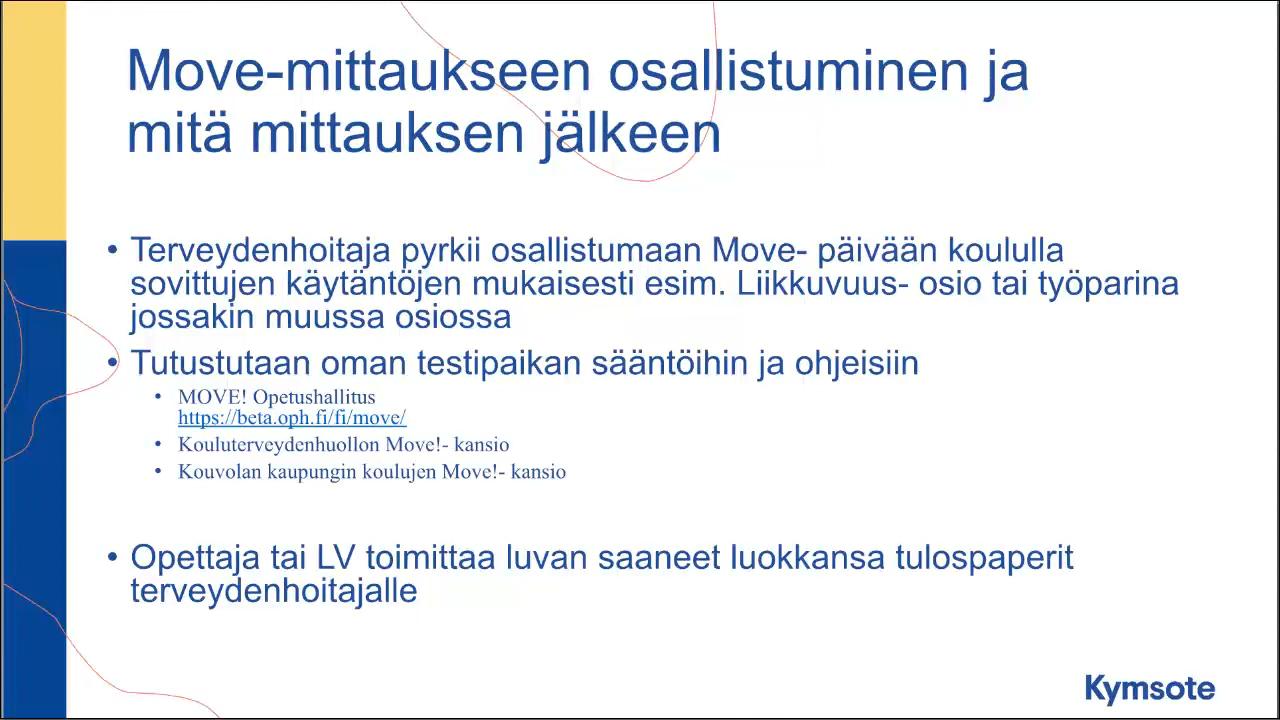 Move-mittaukseen osallistuminen ja
mitä mittauksen jälkeen
• Terveydenhoitaja pyrkii osallistumaan Move- päivään koululla
sovittujen käytäntöjen mukaisesti esim. Liikkuvuus- osio tai työparina
jossakin muussa osiossa
• Tutustutaan oman testipaikan sääntöihin ja ohjeisiin
• MOVE! Opetushallitus
https://beta.oph.fi/fi/move/
• Kouluterveydenhuollon Move!- kansio
• Kouvolan kaupungin koulujen Move!- kansio
• Opettaja tai LV toimittaa luvan saaneet luokkansa tulospaperit
terveydenhoitajalle
Kymsote